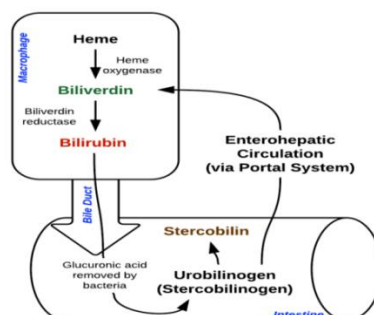 Macrophage
Heme
Heme
oxygenase
Biliverdin
Biliverdin
reductase
Bilirubin
Enterohepatic
Circulation
(via Portal System)
Bile Duct
Stercobilin
Glucuronic acid
removed by
bacteria
Urobilinogen
(Stercobilinogen)
Intestine